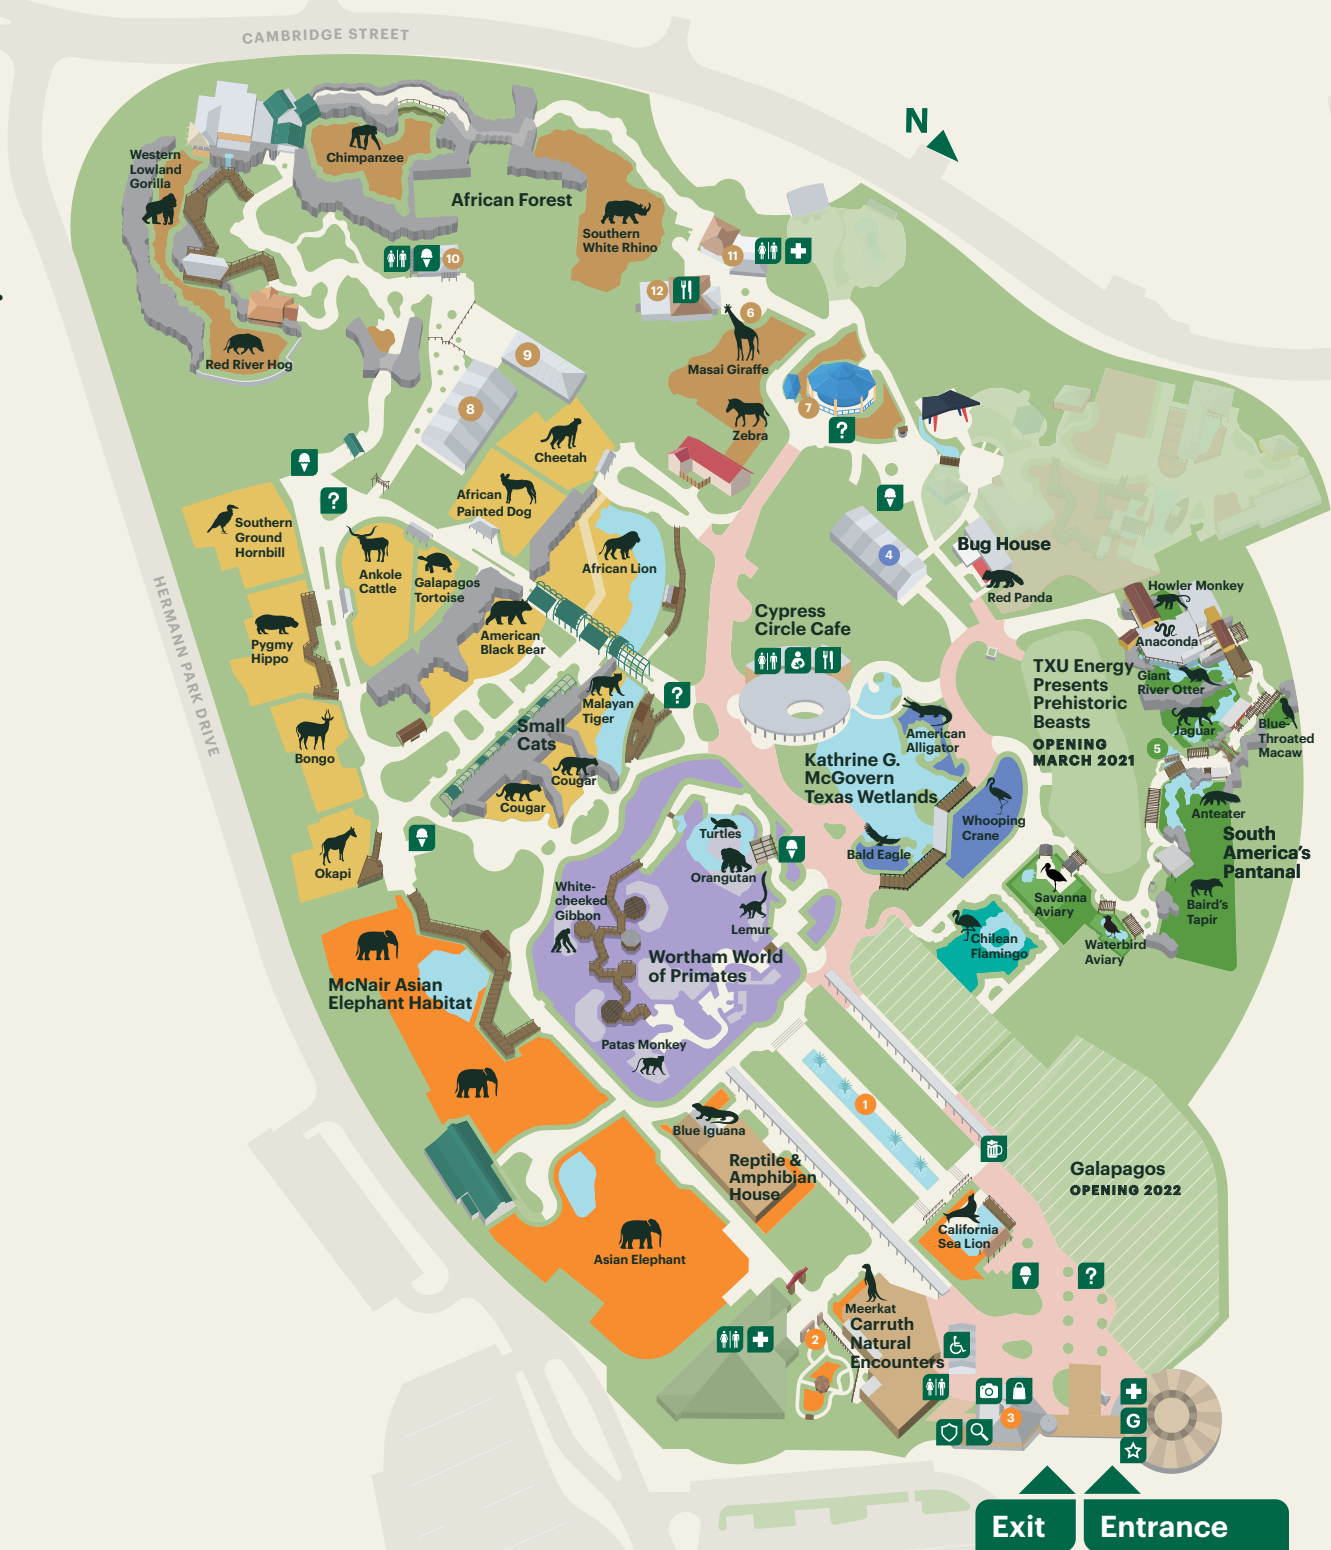 CAMBRIDGE STREET
N
Western
Lowland
Gorilla
Chimpanzee
African Forest
Southern
White Rhino
10
11
12
6
Masai Giraffe
Red River Hog
9
8
7
?
Zebra
Cheetah
African
Painted Dog
?
Southern
Ground
Hornbill
Ankole
Cattle
Galapagos
Tortoise
African Lion
4
Bug House
Red Panda
Howler Monkey
Anaconda
HERMANN PARK DRIVE
Pygmy
Hippo
American
Black Bear
Cypress
Circle Cafe
TXU Energy
Presents
Prehistoric
Beasts
OPENING
MARCH 2021
Giant
River Otter
Jaguar
Blue-
Throated
Macaw
5
Malayan
Tiger
?
Small
Cats
Bongo
American
Alligator
Kathrine G.
McGovern
Texas Wetlands
Cougar
Cougar
Whooping
Crane
Anteater
South
America's
Pantanal
Turtles
Orangutan
Bald Eagle
Okapi
White-
cheeked
Gibbon
Lemur
Savanna
Aviary
Baird's
Tapir
Waterbird
Aviary
Chilean
Flamingo
Wortham World
of Primates
McNair Asian
Elephant Habitat
Patas Monkey
1
Blue Iguana
Reptile &
Amphibian
House
Galapagos
OPENING 2022
California
Sea Lion
Asian Elephant
?
Meerkat
Carruth
Natural
Encounters
2
3
G
Exit
Entrance